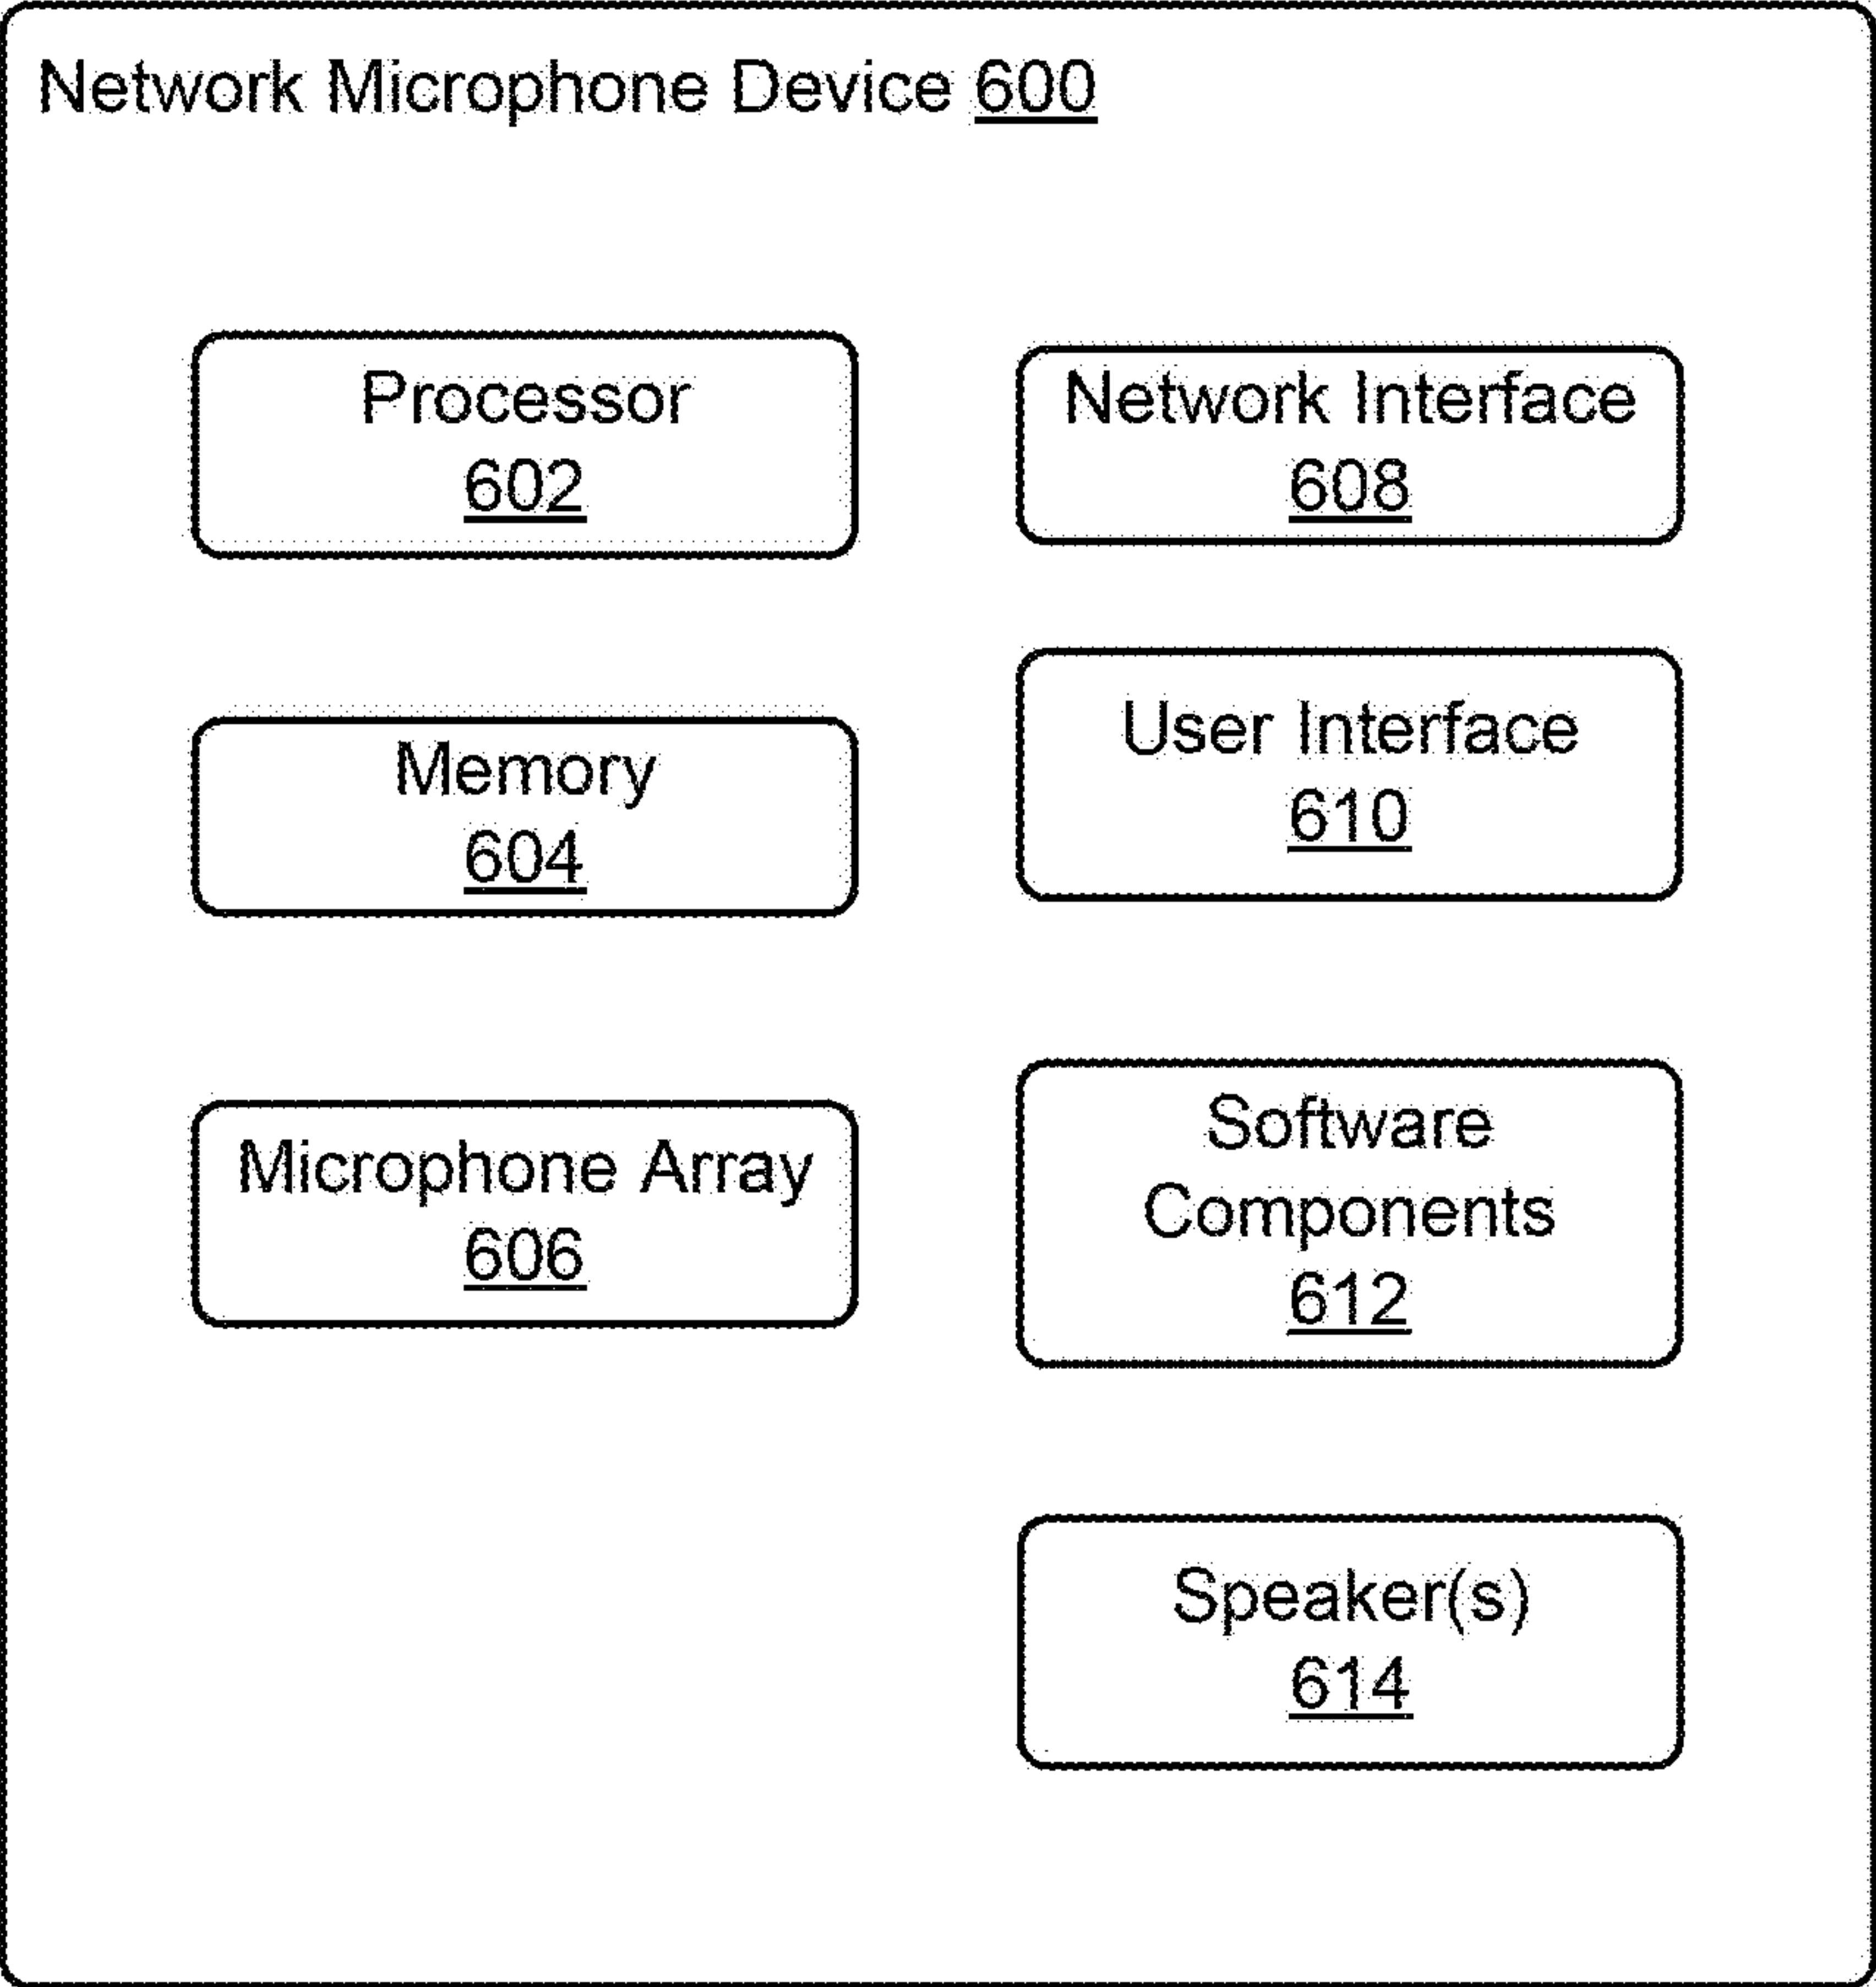 Network Microphone Device 600
Processor
602
Memory
604
Microphone Array
606
Network Interface
608
User Interface
610
Software
Components
612
Speaker(s)
614